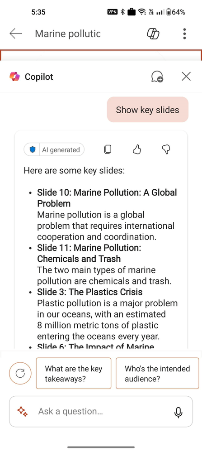 5:35
64%
Marine pollutic
Copilot
Show key slides
AI generated
Here are some key slides:
• Slide 10: Marine Pollution: A Global
Problem
Marine pollution is a global
problem that requires international
cooperation and coordination.
• Slide 11: Marine Pollution:
Chemicals and Trash
The two main types of marine
pollution are chemicals and trash.
• Slide 3: The Plastics Crisis
Plastic pollution is a major problem
in our oceans, with an estimated
8 million metric tons of plastic
entering the oceans every year.
• Slide 6: The Impact of Marine
What are the key
takeaways?
Who's the intended
audience?
Ask a question...